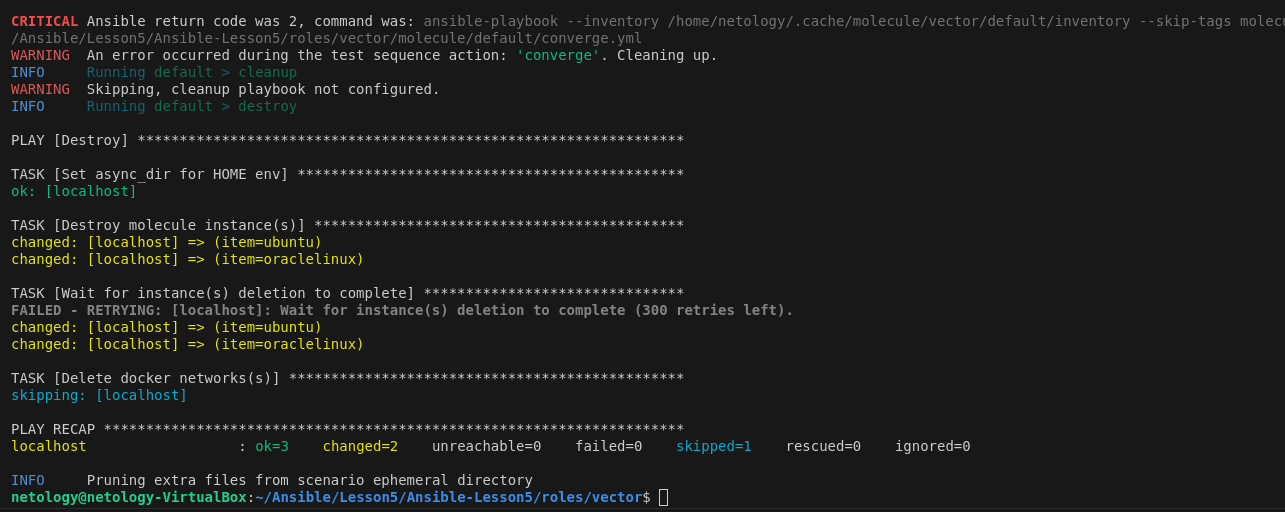 CRITICAL Ansible return code was 2, command was: ansible-playbook --inventory /home/netology/.cache/molecule/vector/default/inventory --skip-tags
/Ansible/Lesson5/Ansible-Lesson5/roles/vector/molecule/default/converge.yml
WARNING  An error occurred during the test sequence action: 'converge'. Cleaning up.
INFO     Running default > cleanup
WARNING  Skipping, cleanup playbook not configured.
INFO     Running default > destroy
PLAY [Destroy] *****************************************************************
TASK [Set async_dir for HOME env] **********************************************
ok: [localhost]
TASK [Destroy molecule instance(s)] ********************************************
changed: [localhost] => (item=ubuntu)
changed: [localhost] => (item=oraclelinux)
TASK [Wait for instance(s) deletion to complete] *******************************
FAILED - RETRYING: [localhost]: Wait for instance(s) deletion to complete (300 retries left).
changed: [localhost] => (item=ubuntu)
changed: [localhost] => (item=oraclelinux)
TASK [Delete docker networks(s)] ***********************************************
skipping: [localhost]
PLAY RECAP *********************************************************************
localhost                  : ok=3    changed=2    unreachable=0    failed=0    skipped=1    rescued=0    ignored=0
INFO     Pruning extra files from scenario ephemeral directory
netology@netology-VirtualBox:~/Ansible/Lesson5/Ansible-Lesson5/roles/vector$